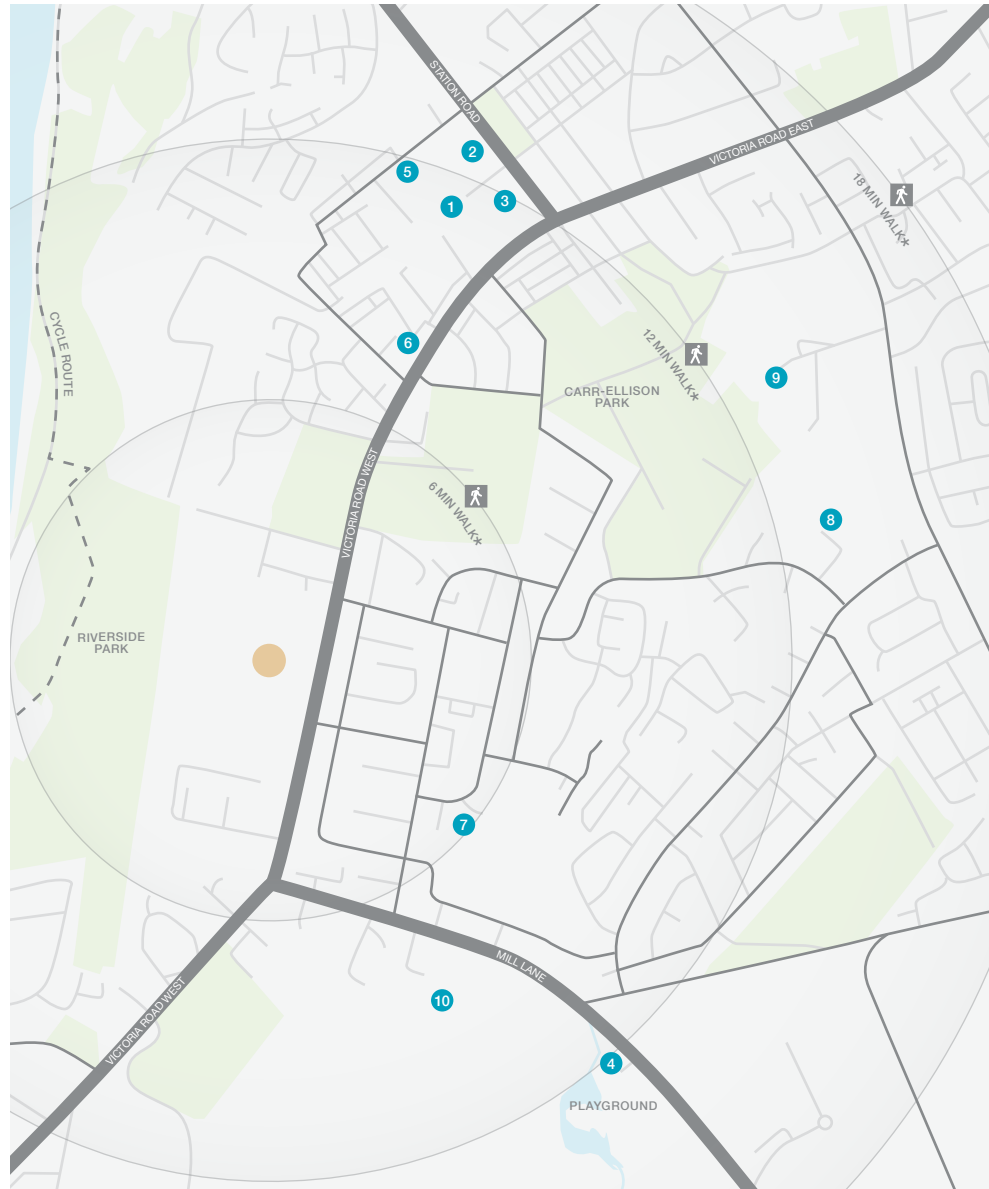 STATION ROAD
VICTORIA ROAD EAST
2
5
18 MIN WALK*
3
1
CYCLE ROUTE
6
12 MIN WALK*
9
CARR-ELLISON
PARK
VICTORIA ROAD WEST
6 MIN WALK*
8
RIVERSIDE
PARK
7
MILL LANE
10
VICTORIA ROAD WEST
4
PLAYGROUND